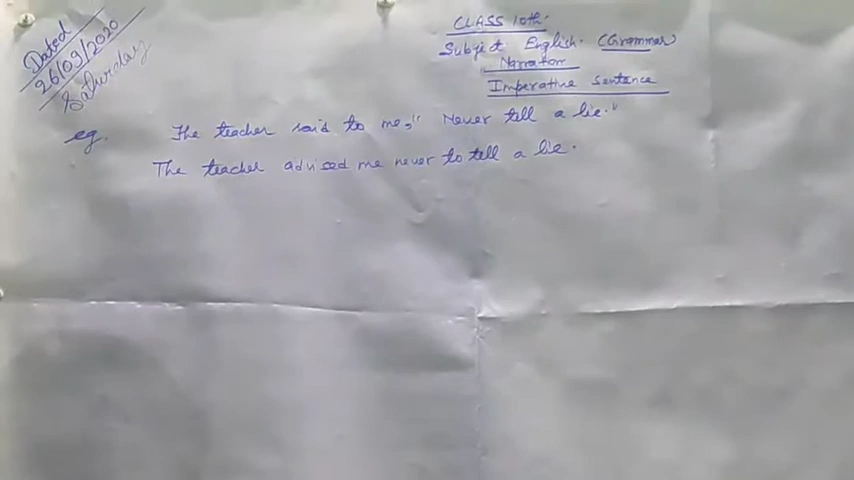 Dated
26/09/2020
Saturday
CLASS 10th.
Subject English. (Grammar)
Narration
Imperative Sentence
eg. The teacher said to me, "Never tell a lie."
The teacher advised me never to tell a lie.